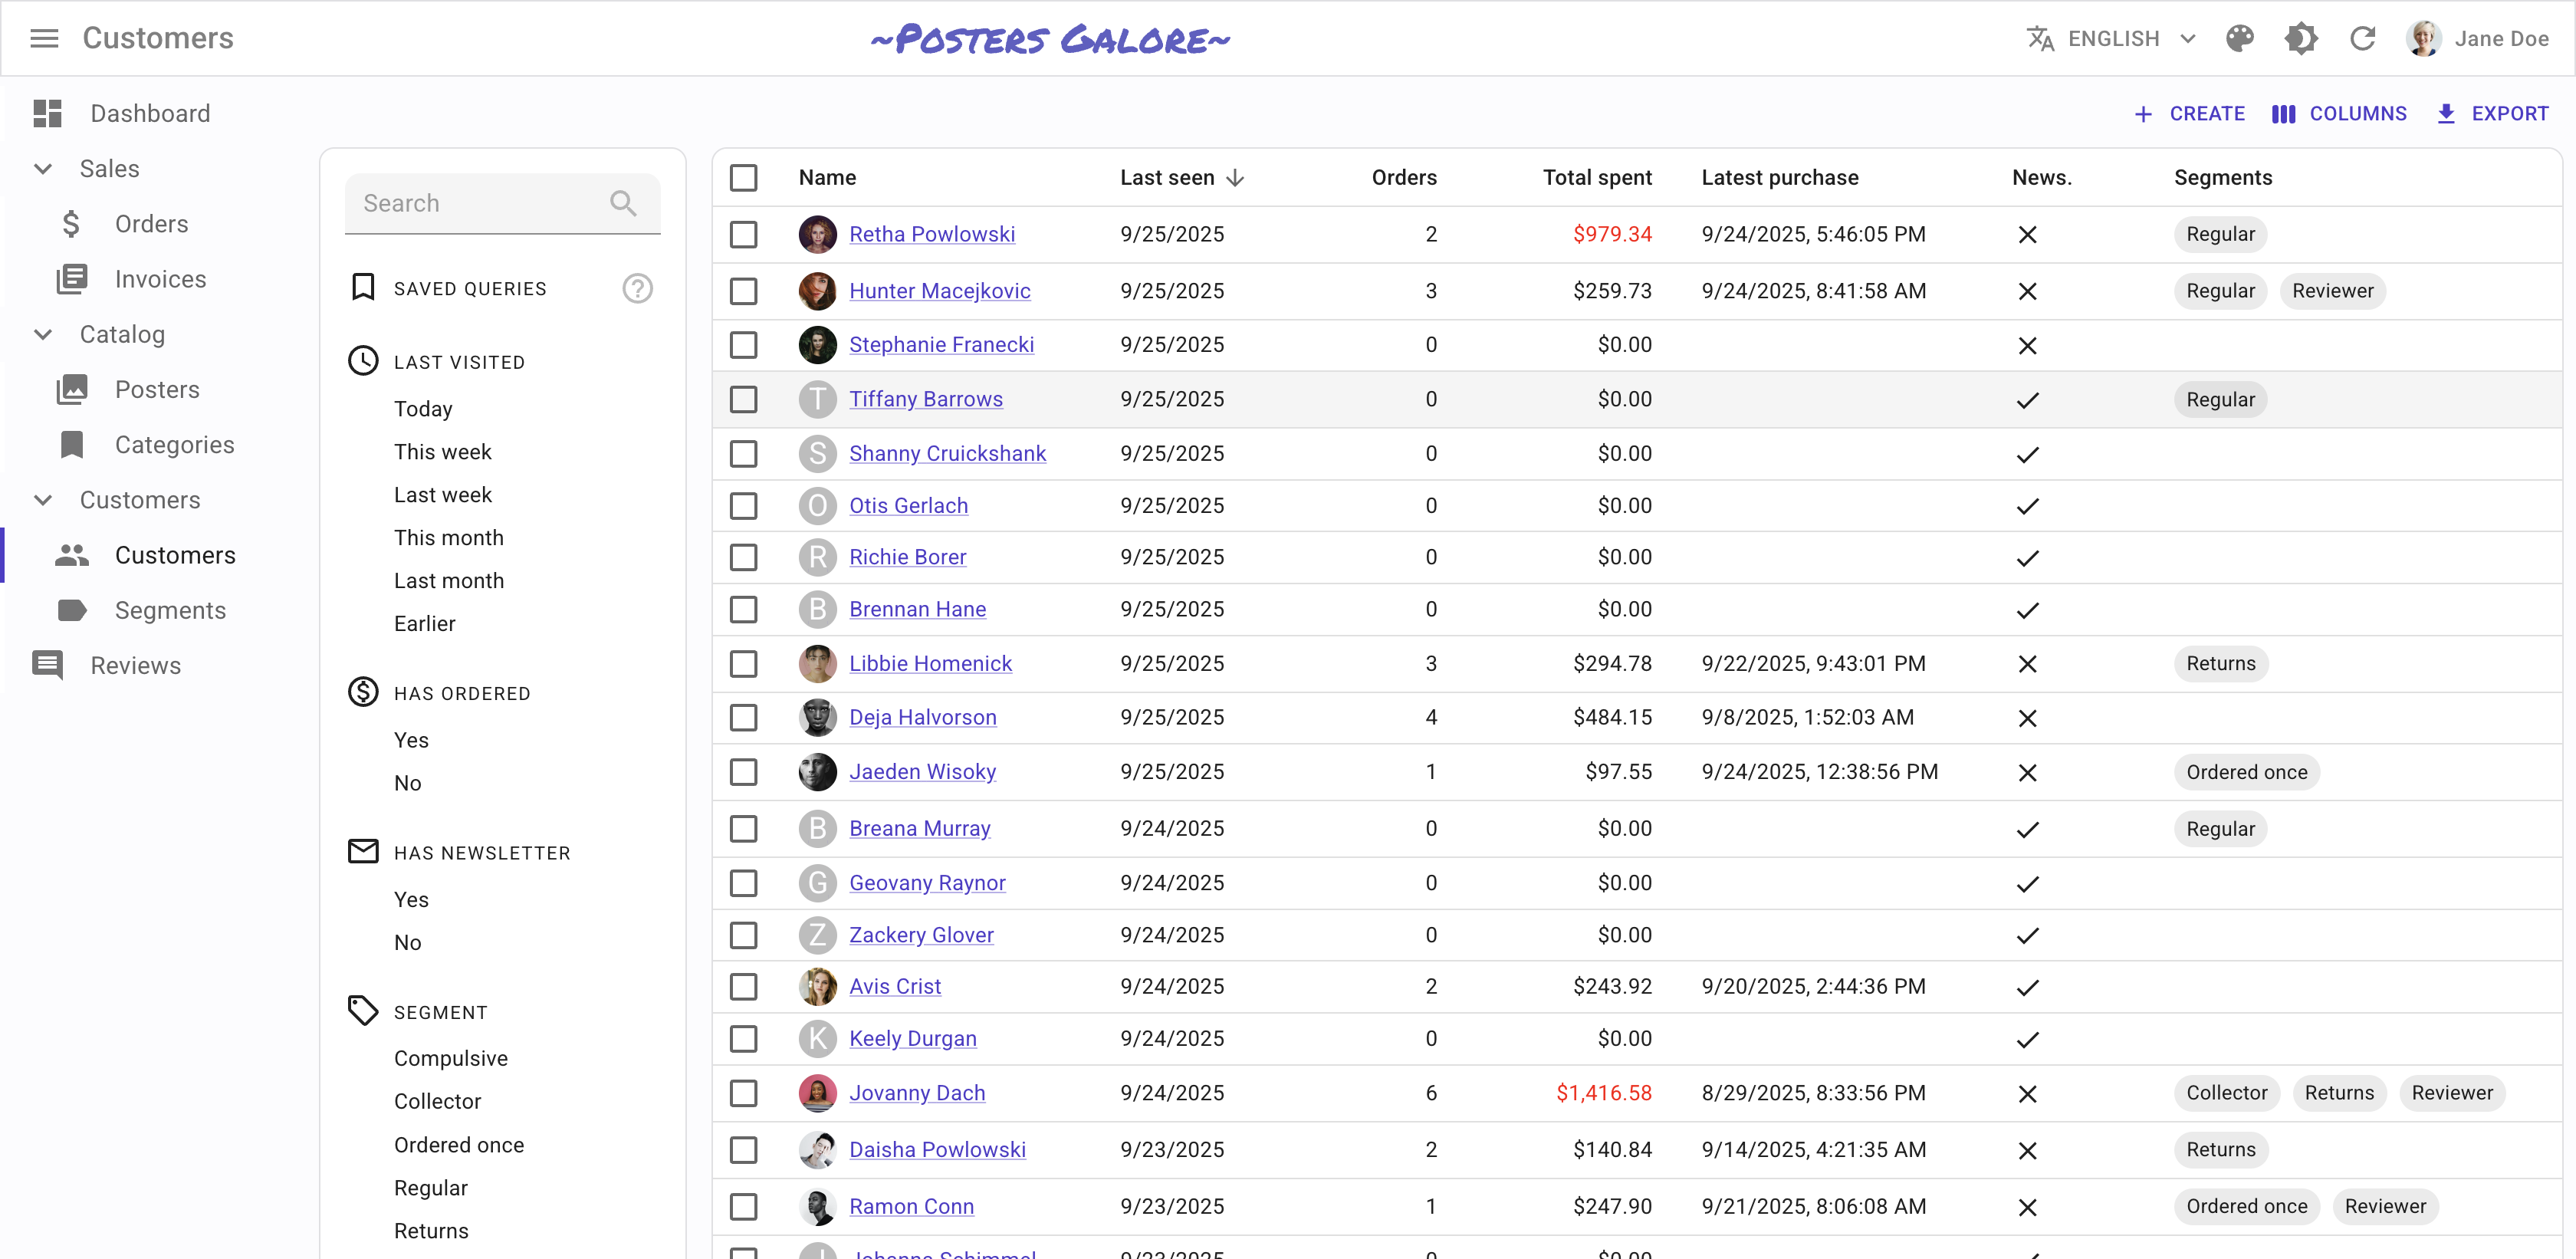 Customers
~Posters Galore~
ENGLISH
Jane Doe
Dashboard
Sales
Orders
Invoices
Catalog
Posters
Categories
Customers
Customers
Segments
Reviews
CREATE COLUMNS EXPORT
Search
SAVED QUERIES
LAST VISITED
Today
This week
Last week
This month
Last month
Earlier
HAS ORDERED
Yes
No
HAS NEWSLETTER
Yes
No
SEGMENT
Compulsive
Collector
Ordered once
Regular
Returns
Name Last seen Orders Total spent Latest purchase News. Segments
Retha Powlowski 9/25/2025 2 $979.34 9/24/2025, 5:46:05 PM Regular
Hunter Macejkovic 9/25/2025 3 $259.73 9/24/2025, 8:41:58 AM Regular Reviewer
Stephanie Franecki 9/25/2025 0 $0.00
T Tiffany Barrows 9/25/2025 0 $0.00 Regular
S Shanny Cruickshank 9/25/2025 0 $0.00
O Otis Gerlach 9/25/2025 0 $0.00
R Richie Borer 9/25/2025 0 $0.00
B Brennan Hane 9/25/2025 0 $0.00
Libbie Homenick 9/25/2025 3 $294.78 9/22/2025, 9:43:01 PM Returns
Deja Halvorson 9/25/2025 4 $484.15 9/8/2025, 1:52:03 AM
Jaeden Wisoky 9/25/2025 1 $97.55 9/24/2025, 12:38:56 PM Ordered once
B Breana Murray 9/24/2025 0 $0.00 Regular
G Geovany Raynor 9/24/2025 0 $0.00
Z Zackery Glover 9/24/2025 0 $0.00
Avis Crist 9/24/2025 2 $243.92 9/20/2025, 2:44:36 PM
K Keely Durgan 9/24/2025 0 $0.00
Jovanny Dach 9/24/2025 6 $1,416.58 8/29/2025, 8:33:56 PM Collector Returns Reviewer
Daisha Powlowski 9/23/2025 2 $140.84 9/14/2025, 4:21:35 AM Returns
Ramon Conn 9/23/2025 1 $247.90 9/21/2025, 8:06:08 AM Ordered once Reviewer